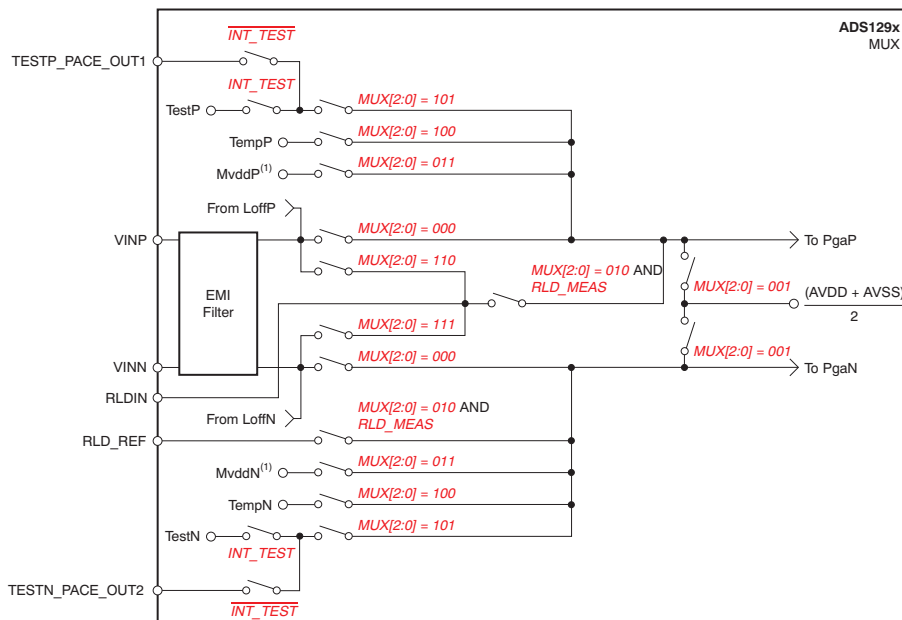 ADS129x
MUX
INT_TEST
TESTP_PACE_OUT1
INT_TEST
TestP
MUX[2:0] = 101
TempP
MUX[2:0] = 100
MvddP(1)
MUX[2:0] = 011
From LoffP
VINP
MUX[2:0] = 000
To PgaP
MUX[2:0] = 110
MUX[2:0] = 010 AND
RLD_MEAS
MUX[2:0] = 001
(AVDD + AVSS)
2
EMI
Filter
MUX[2:0] = 111
MUX[2:0] = 001
VINN
MUX[2:0] = 000
To PgaN
RLDIN
From LoffN
MUX[2:0] = 010 AND
RLD_MEAS
RLD_REF
MvddN(1)
MUX[2:0] = 011
TempN
MUX[2:0] = 100
TestN
MUX[2:0] = 101
INT_TEST
TESTN_PACE_OUT2
INT_TEST